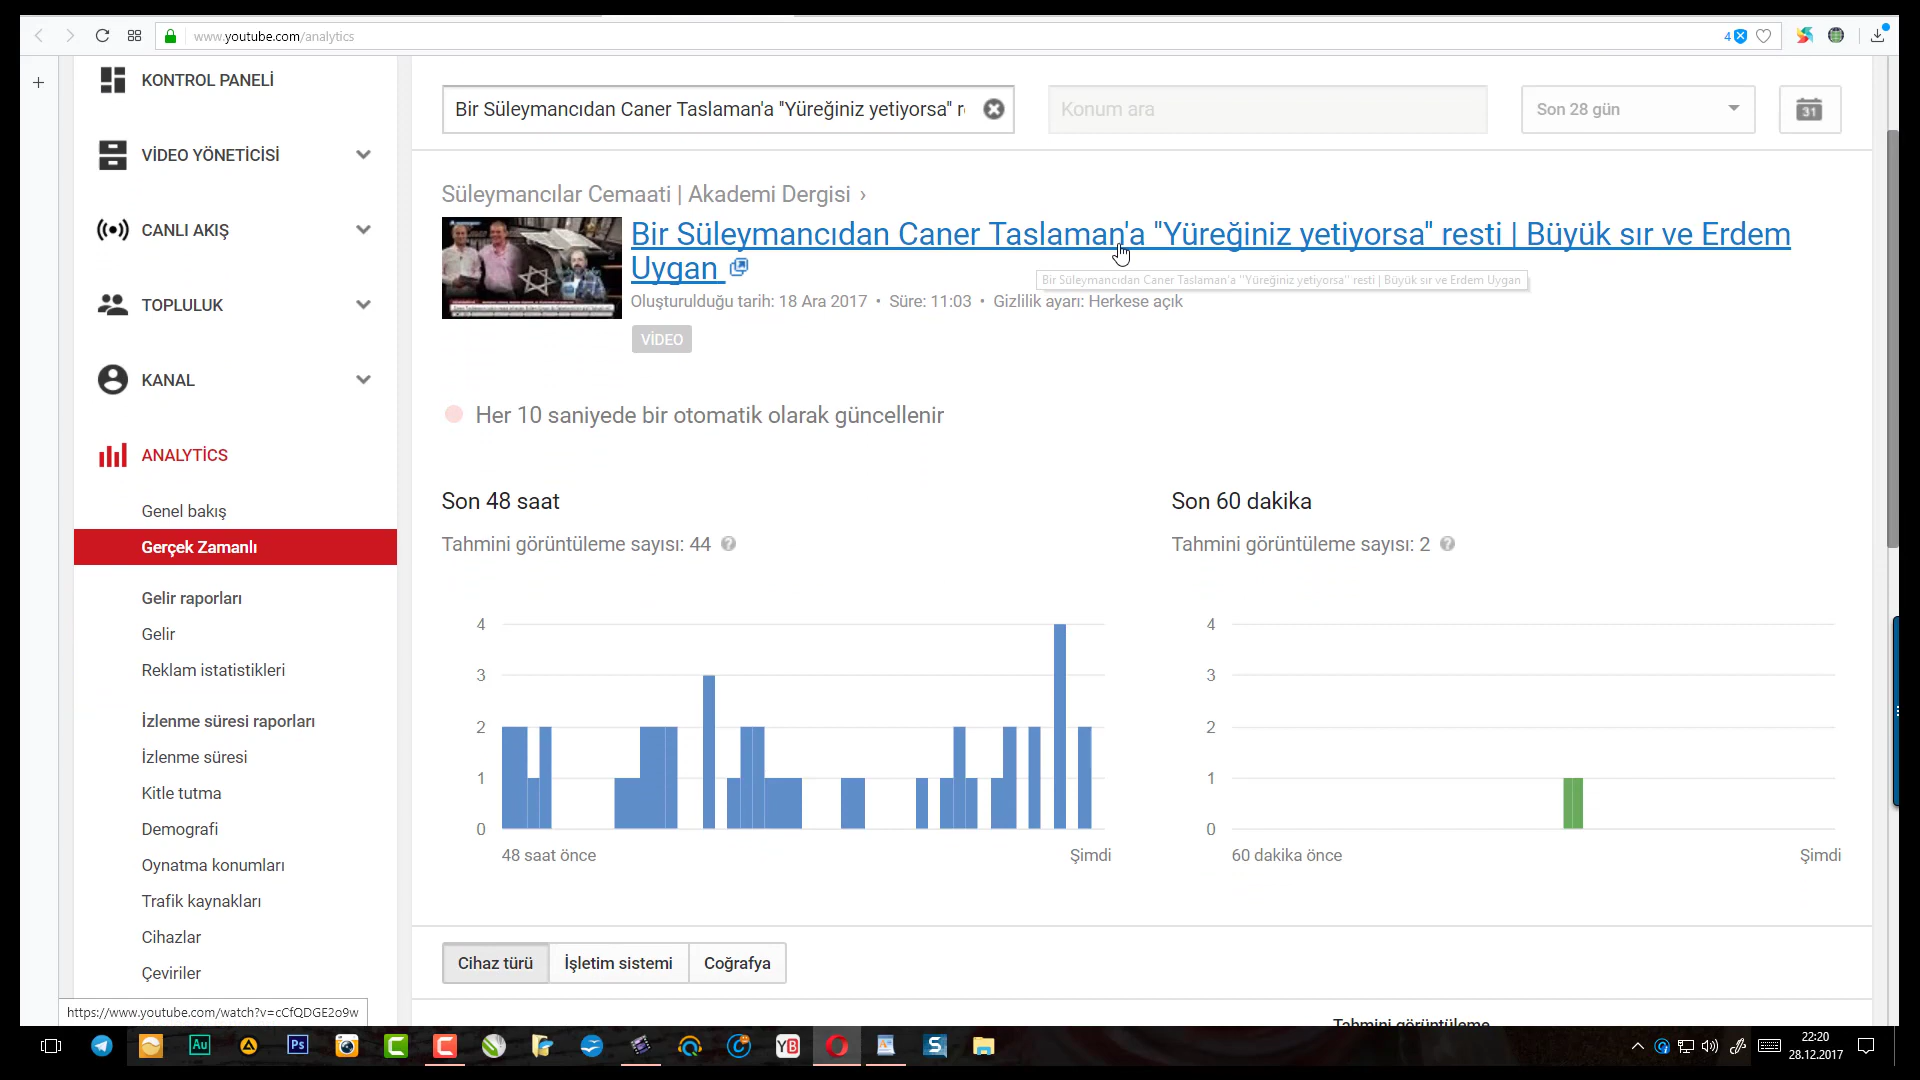 www.youtube.com/analytics
4
KONTROL PANELİ
VİDEO YÖNETİCİSİ
CANLI AKIŞ
TOPLULUK
KANAL
ANALYTICS
Genel bakış
Gerçek Zamanlı
Gelir raporları
Gelir
Reklam istatistikleri
İzlenme süresi raporları
İzlenme süresi
Kitle tutma
Demografi
Oynatma konumları
Trafik kaynakları
Cihazlar
Çeviriler
https://www.youtube.com/watch?v=cCfQDGE2o9w
Bir Süleymancıdan Caner Taslaman'a "Yüreğiniz yetiyorsa" r
Konum ara
Son 28 gün
31
Süleymancılar Cemaati | Akademi Dergisi ›
Bir Süleymancıdan Caner Taslaman'a "Yüreğiniz yetiyorsa" resti | Büyük sır ve Erdem
Uygan
Bir Süleymancıdan Caner Taslaman'a "Yüreğiniz yetiyorsa" resti | Büyük sır ve Erdem Uygan
Oluşturulduğu tarih: 18 Ara 2017 • Süre: 11:03 • Gizlilik ayarı: Herkese açık
VİDEO
Her 10 saniyede bir otomatik olarak güncellenir
Son 48 saat
Tahmini görüntüleme sayısı: 44
4
3
2
1
0
48 saat önce Şimdi
Son 60 dakika
Tahmini görüntüleme sayısı: 2
4
3
2
1
0
60 dakika önce Şimdi
Cihaz türü İşletim sistemi Coğrafya
Tahmini görüntüleme
Au
Ps
YB
22:20
28.12.2017